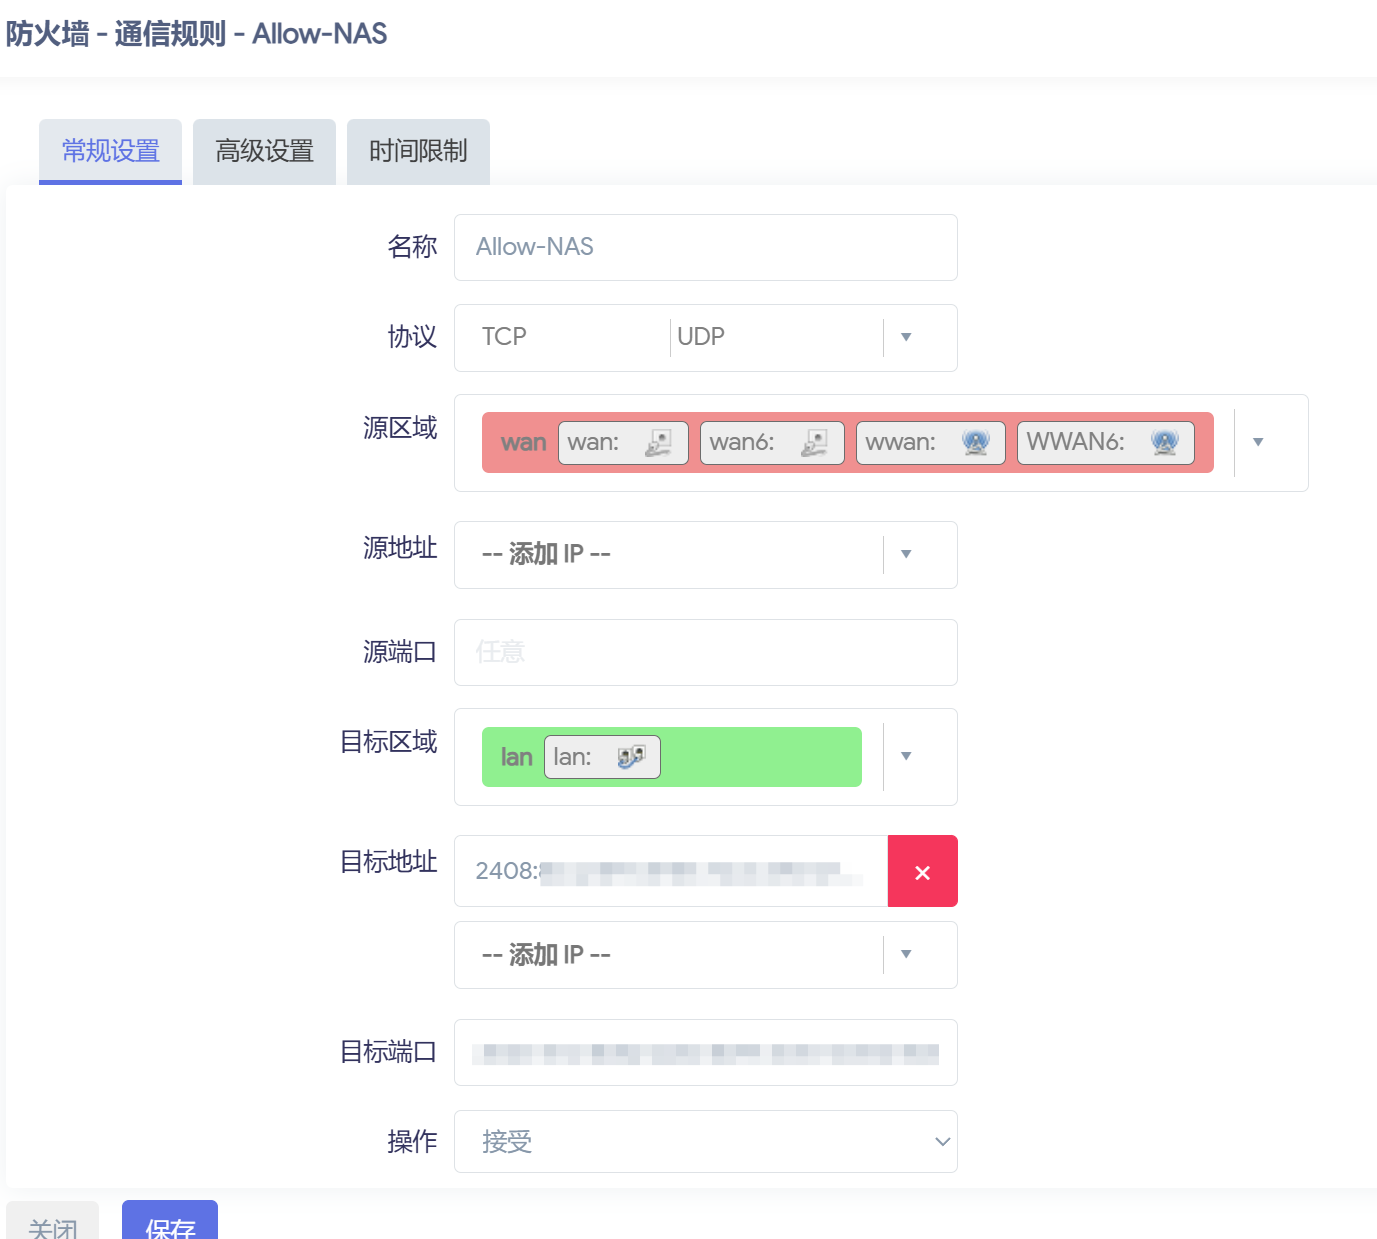 防火墙 - 通信规则 - Allow-NAS
常规设置 高级设置 时间限制
名称 Allow-NAS
协议 TCP UDP
源区域 wan wan: wan6: wwan: WWAN6:
源地址 -- 添加 IP --
源端口 任意
目标区域 lan lan:
目标地址 2408:
-- 添加 IP --
目标端口
操作 接受
关闭 保存